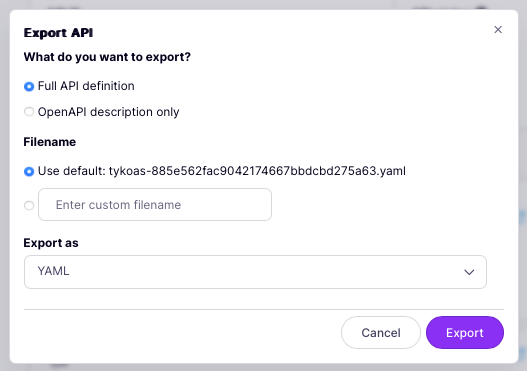 Export API
What do you want to export?
Full API definition
OpenAPI description only
Filename
Use default: tykoas-885e562fac9042174667bbdcbd275a63.yaml
Enter custom filename
Export as
YAML
Cancel
Export